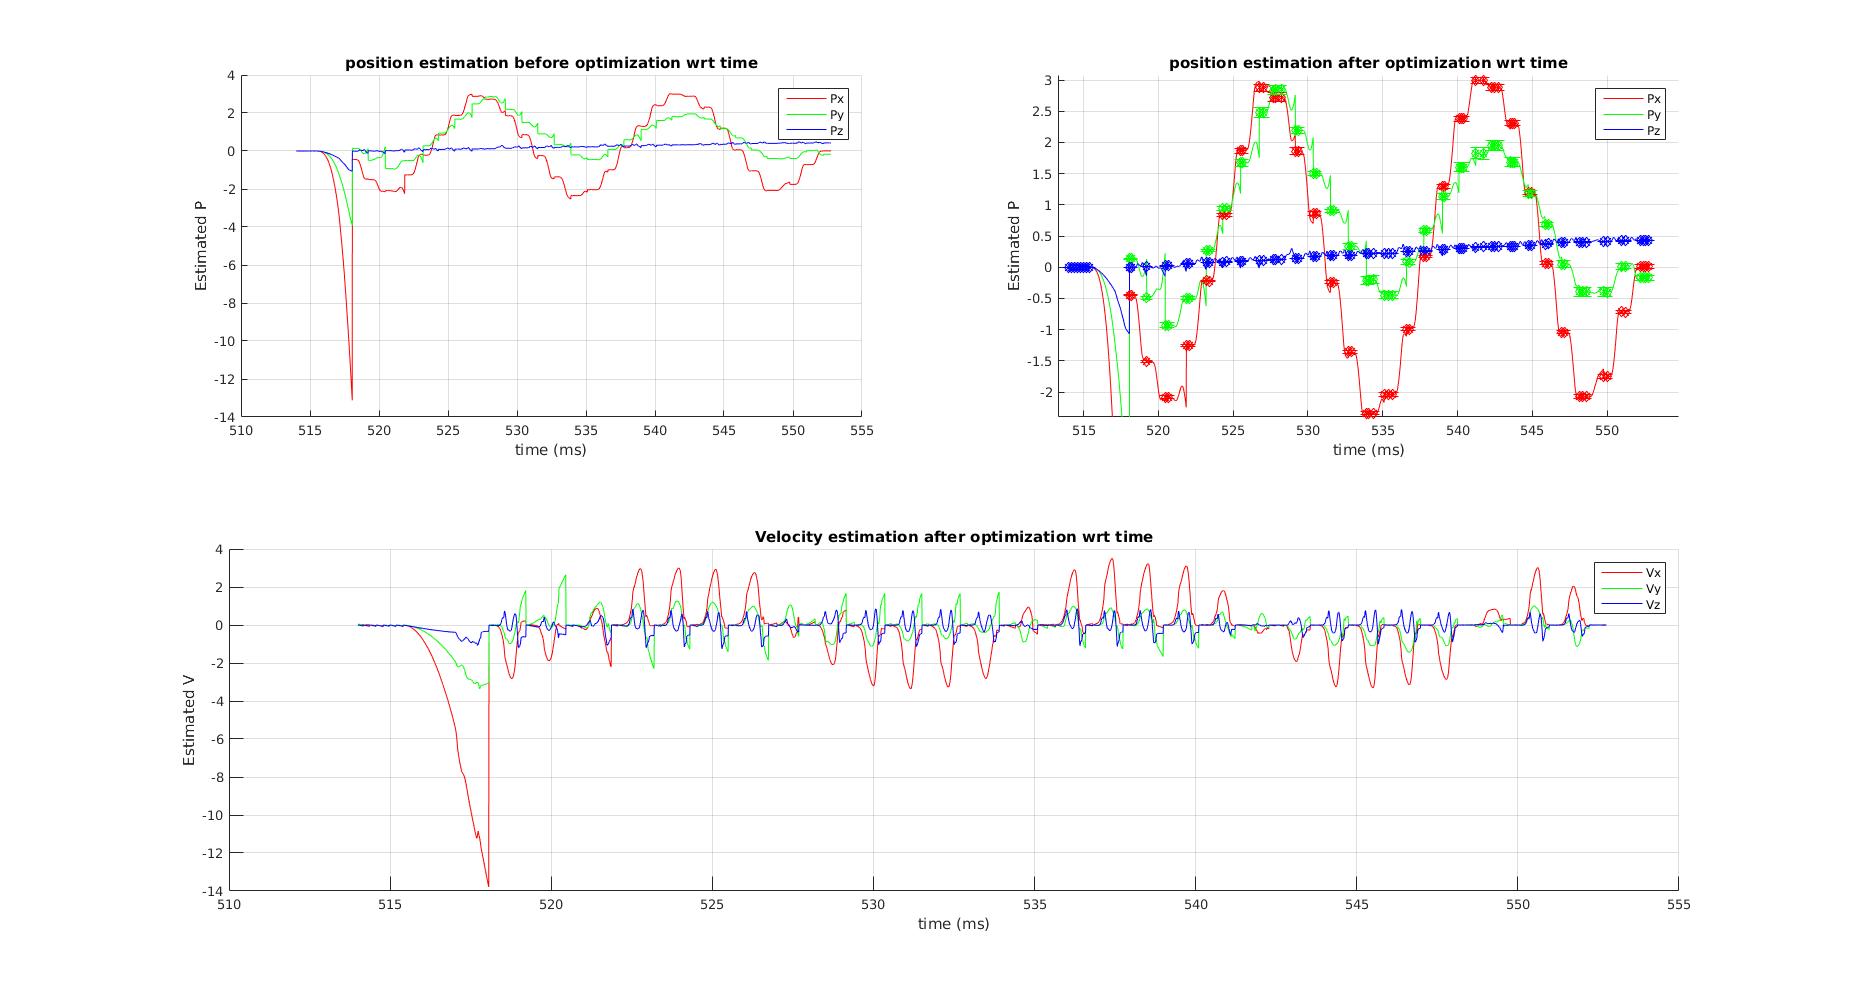 position estimation before optimization wrt time
4
2
0
-2
-4
-6
-8
-10
-12
-14
Estimated P
510 515 520 525 530 535 540 545 550 555
time (ms)
Px
Py
Pz
position estimation after optimization wrt time
3
2.5
2
1.5
1
0.5
0
-0.5
-1
-1.5
-2
Estimated P
515 520 525 530 535 540 545 550
time (ms)
Px
Py
Pz
Velocity estimation after optimization wrt time
4
2
0
-2
-4
-6
-8
-10
-12
-14
Estimated V
510 515 520 525 530 535 540 545 550 555
time (ms)
Vx
Vy
Vz